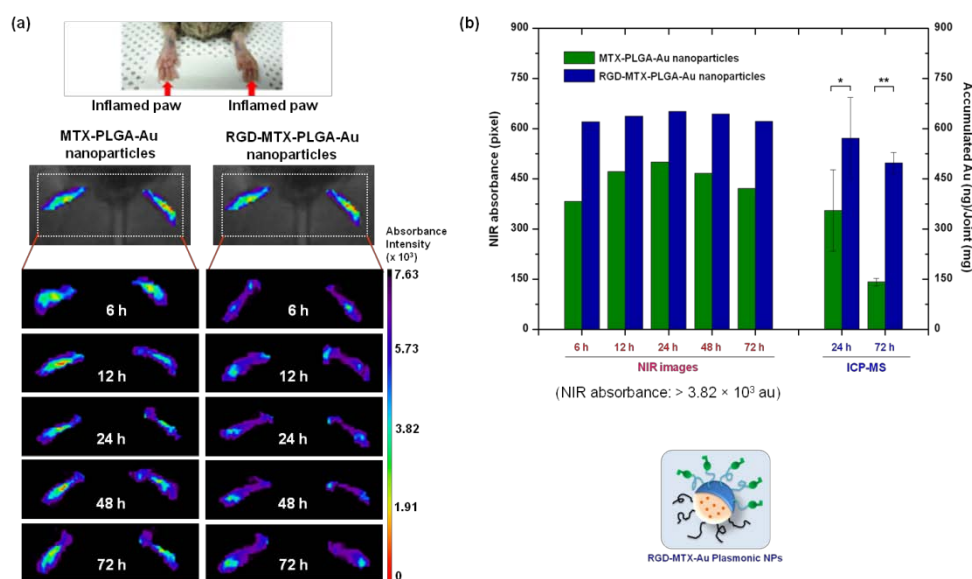 (a)
Inflamed paw Inflamed paw
MTX-PLGA-Au
nanoparticles
RGD-MTX-PLGA-Au
nanoparticles
Absorbance
Intensity
(x 10³)
7.63
5.73
3.82
1.91
0
6 h 6 h
12 h 12 h
24 h 24 h
48 h 48 h
72 h 72 h
(b)
NIR absorbance (pixel)
900
750
600
450
300
150
0
MTX-PLGA-Au nanoparticles
RGD-MTX-PLGA-Au nanoparticles
* **
900
750
600
450
300
150
0
Accumulated Au (ng)/Joint (mg)
6 h 12 h 24 h 48 h 72 h 24 h 72 h
NIR images ICP-MS
(NIR absorbance: > 3.82 × 10³ au)
RGD-MTX-Au Plasmonic NPs